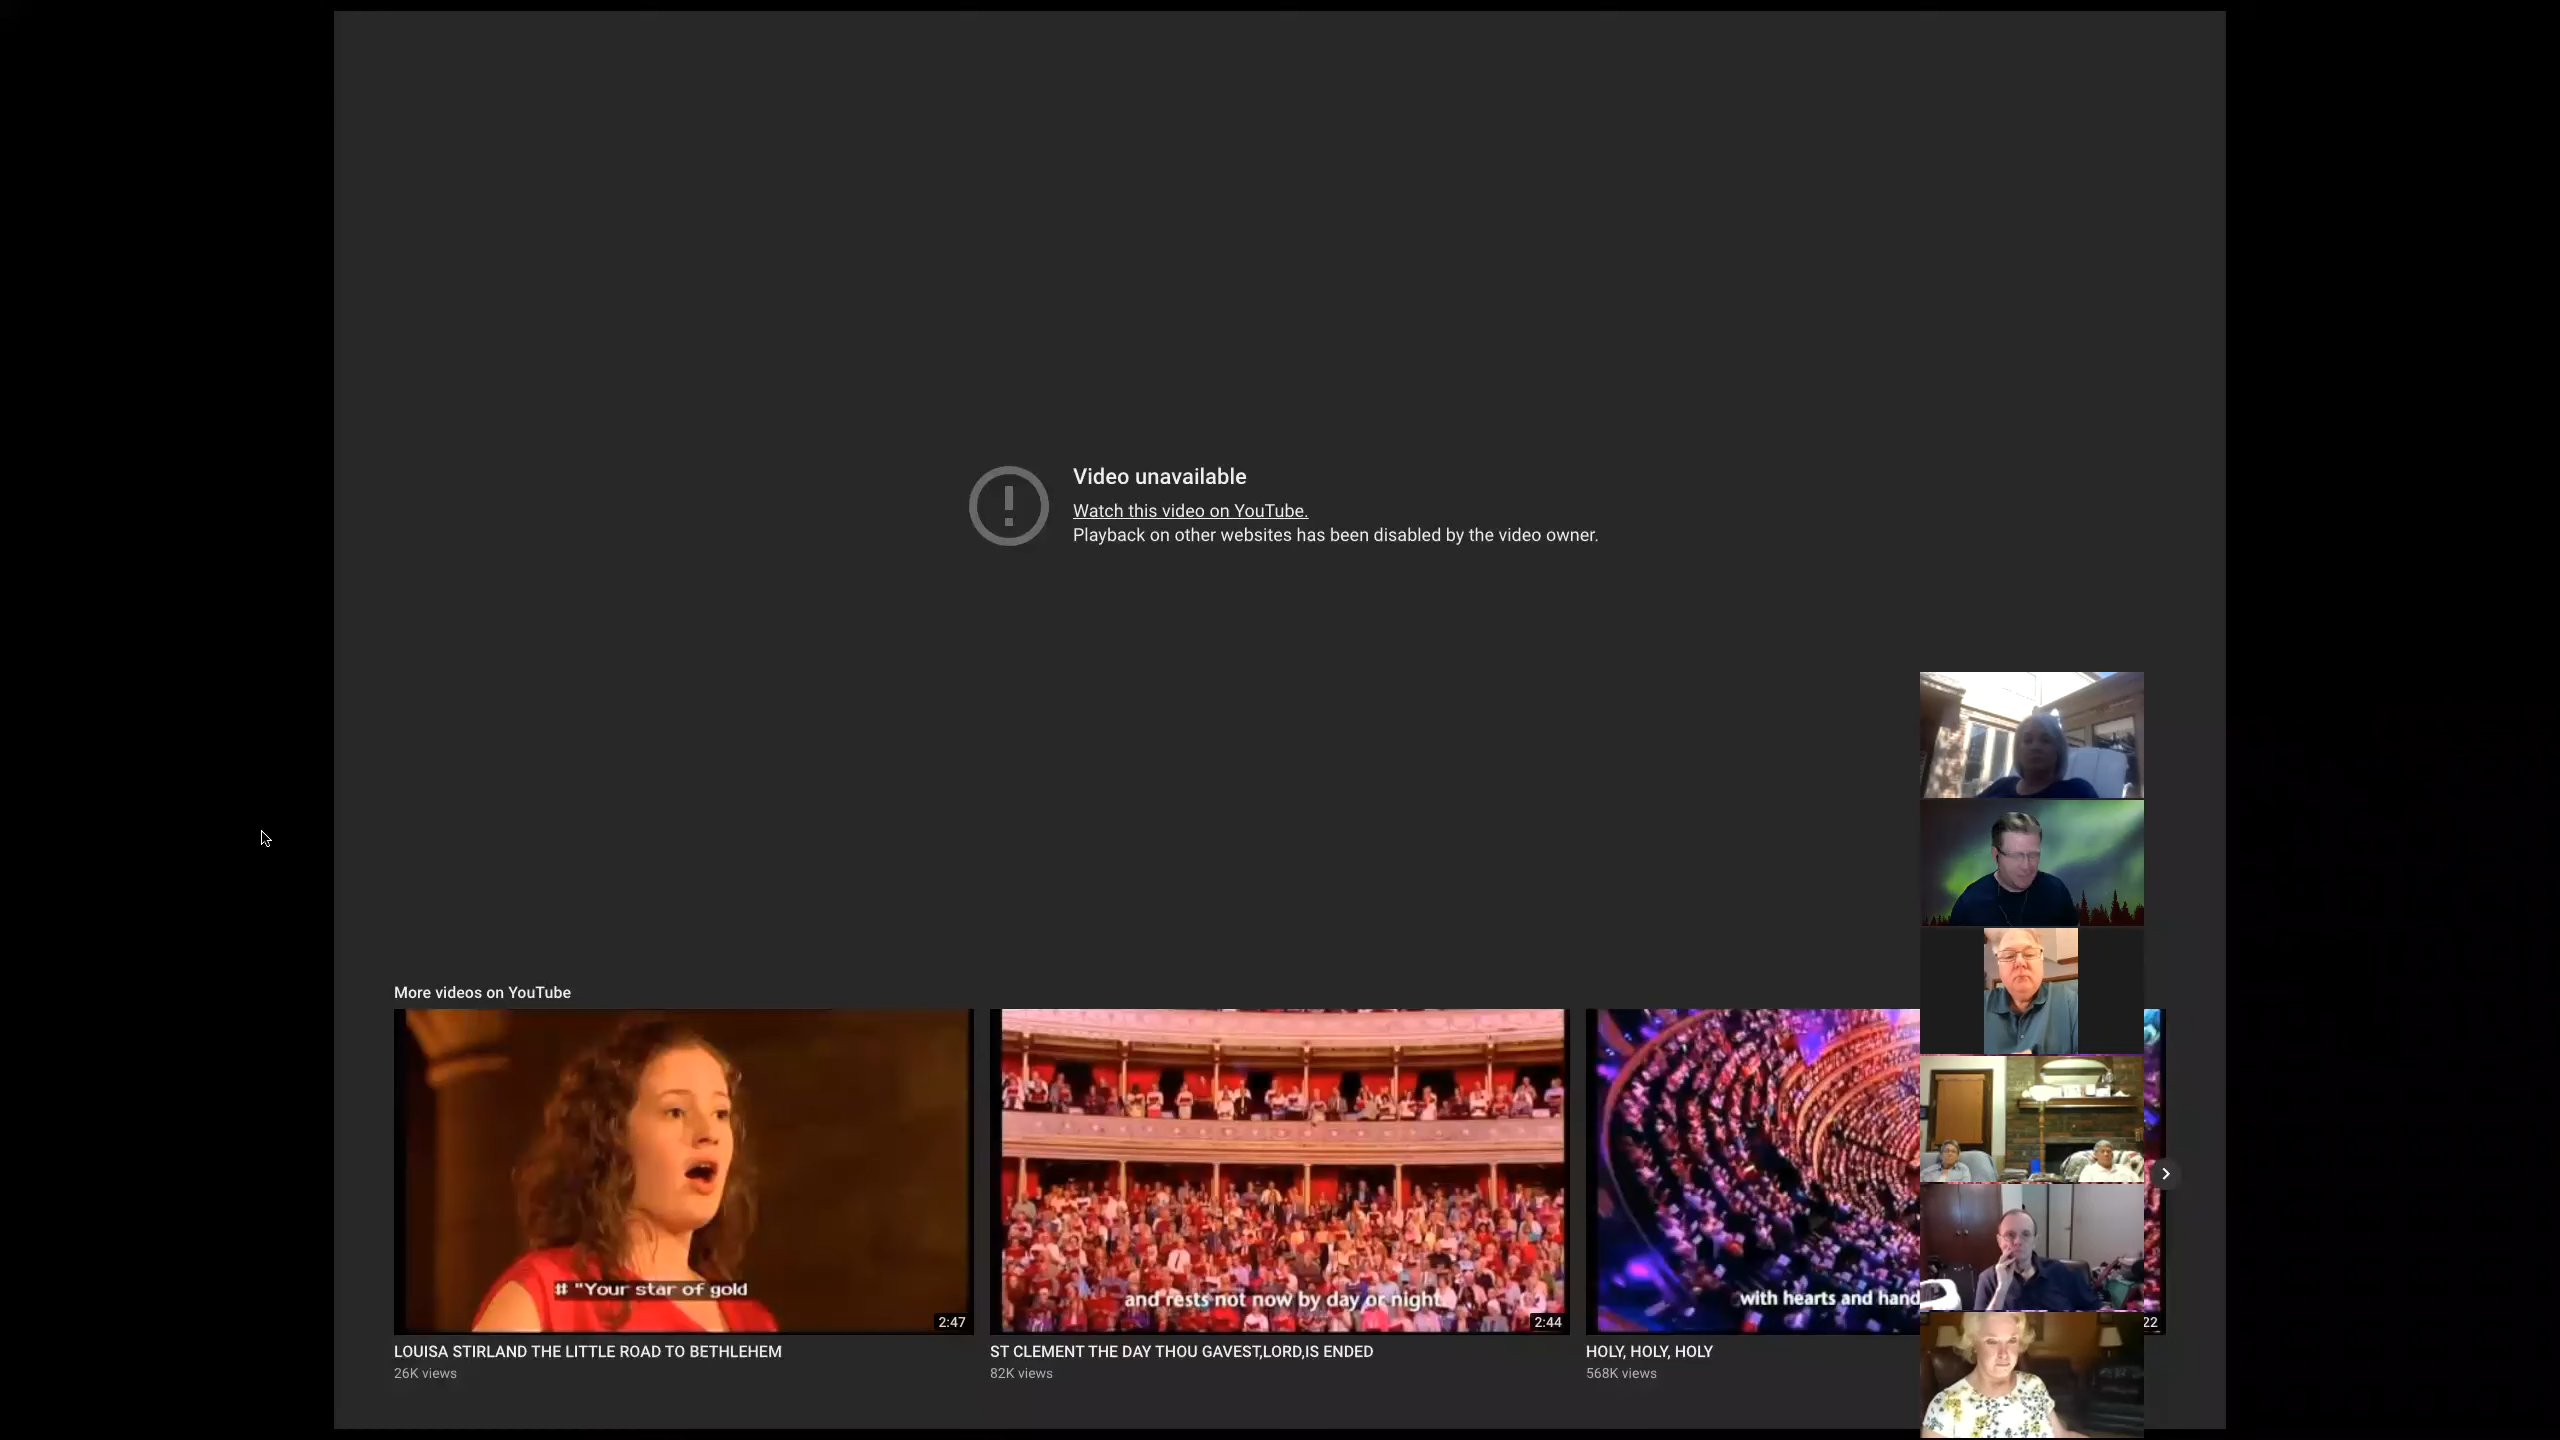 Video unavailable
Watch this video on YouTube.
Playback on other websites has been disabled by the video owner.
More videos on YouTube
# "Your star of gold
2:47
and rests not now by day or night
2:44
with hearts and hand
22
LOUISA STIRLAND THE LITTLE ROAD TO BETHLEHEM
26K views
ST CLEMENT THE DAY THOU GAVEST,LORD,IS ENDED
82K views
HOLY, HOLY, HOLY
568K views